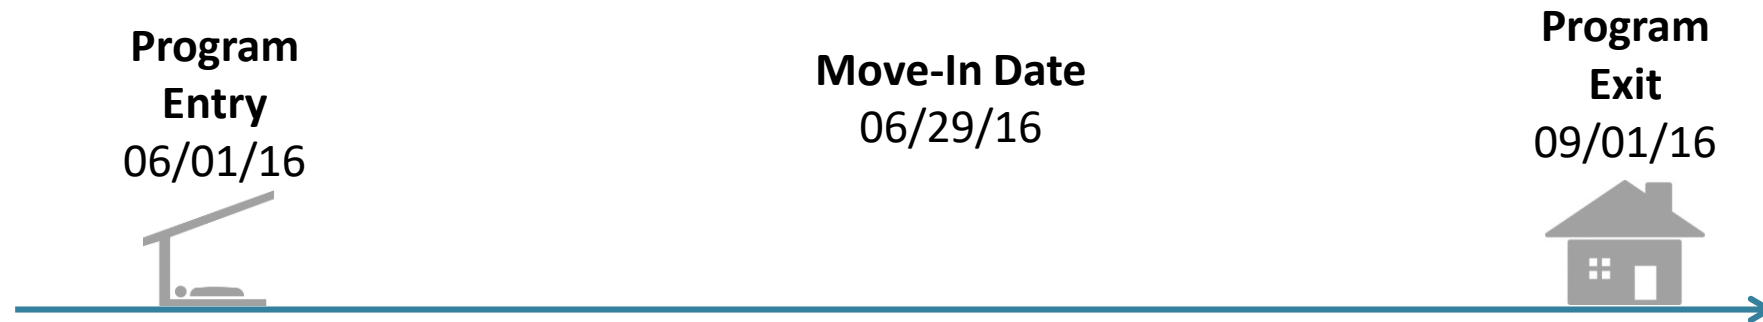 Program
Entry
06/01/16
Move-In Date
06/29/16
Program
Exit
09/01/16